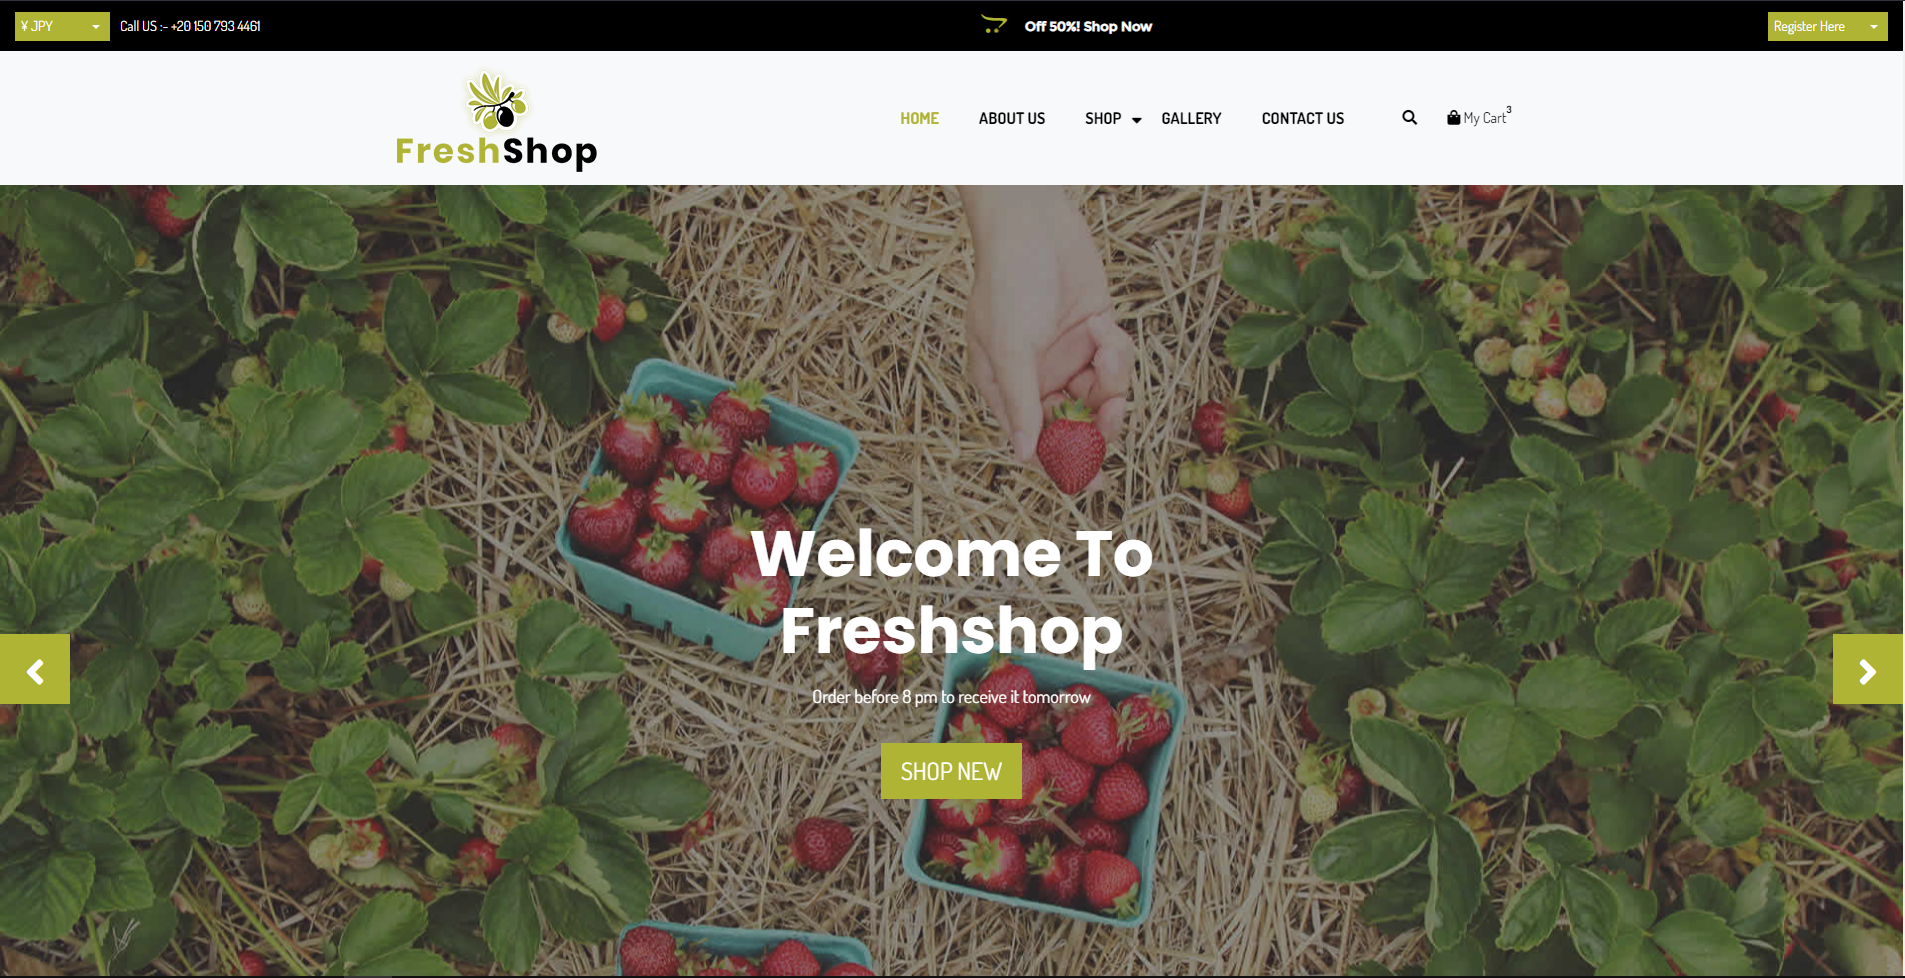 ¥ JPY
Call US :- +20 150 793 4461
Off 50%! Shop Now
Register Here
FreshShop
HOME
ABOUT US
SHOP
GALLERY
CONTACT US
My Cart 3
Welcome To
Freshshop
Order before 8 pm to receive it tomorrow
SHOP NEW